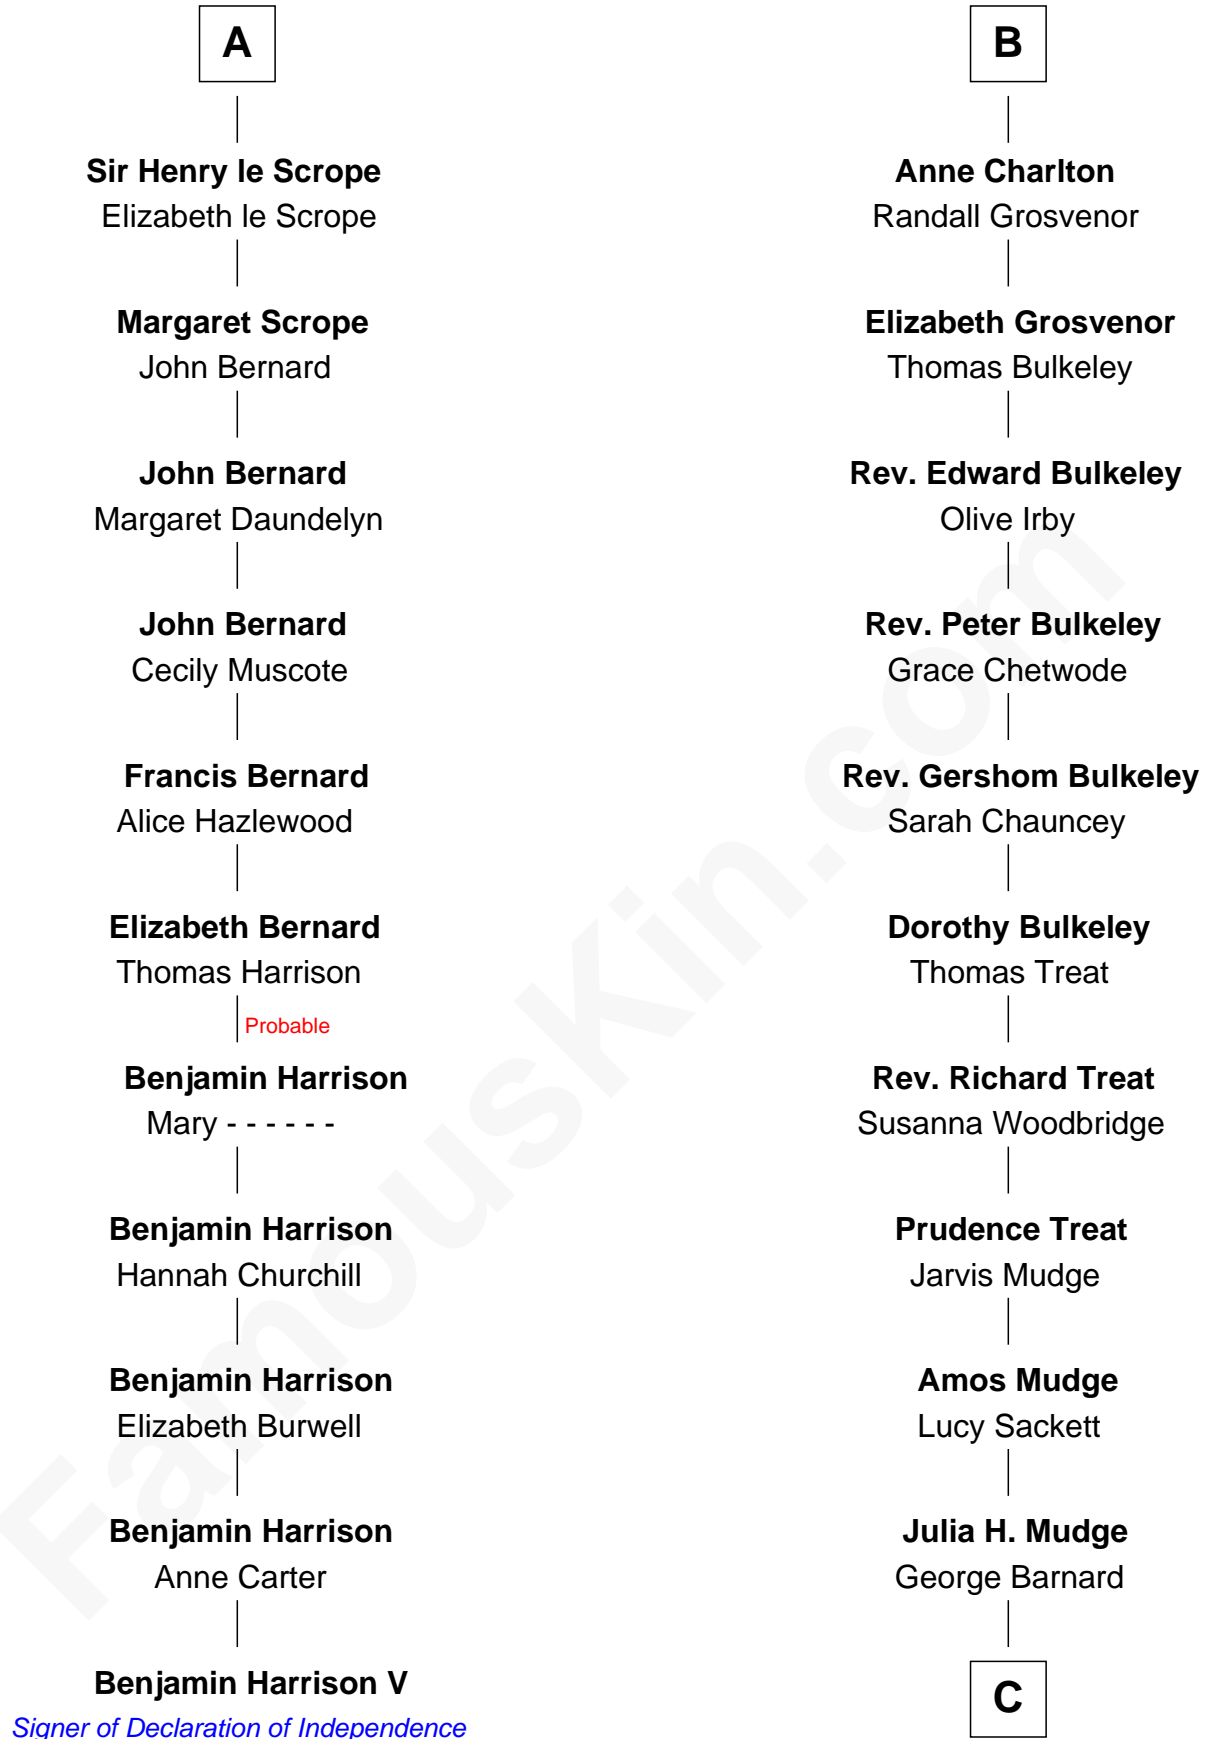 A
Sir Henry le Scrope
Elizabeth le Scrope
Margaret Scrope
John Bernard
John Bernard
Margaret Daundelyn
John Bernard
Cecily Muscote
Francis Bernard
Alice Hazlewood
Elizabeth Bernard
Thomas Harrison
Probable
Benjamin Harrison
Mary - - - - - -
Benjamin Harrison
Hannah Churchill
Benjamin Harrison
Elizabeth Burwell
Benjamin Harrison
Anne Carter
Benjamin Harrison V
Signer of Declaration of Independence
B
Anne Charlton
Randall Grosvenor
Elizabeth Grosvenor
Thomas Bulkeley
Rev. Edward Bulkeley
Olive Irby
Rev. Peter Bulkeley
Grace Chetwode
Rev. Gershom Bulkeley
Sarah Chauncey
Dorothy Bulkeley
Thomas Treat
Rev. Richard Treat
Susanna Woodbridge
Prudence Treat
Jarvis Mudge
Amos Mudge
Lucy Sackett
Julia H. Mudge
George Barnard
C
FamousKin.com